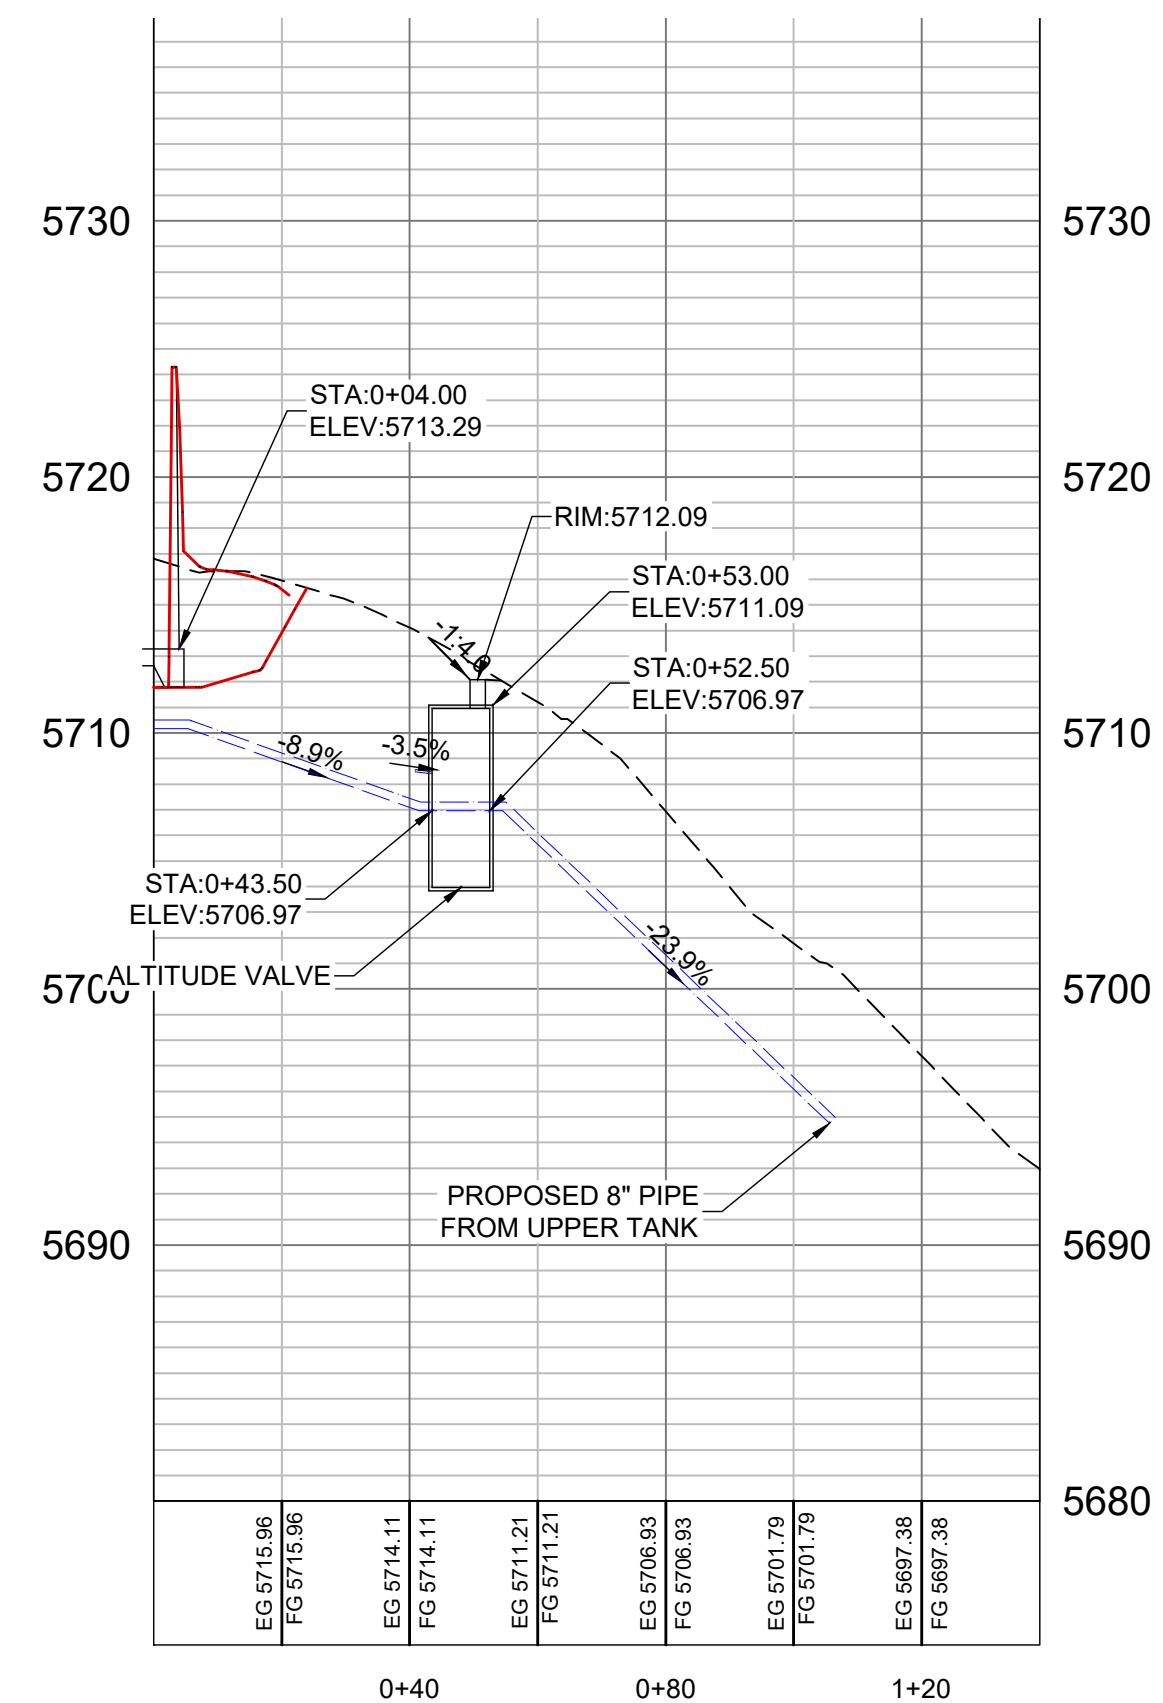 5730
5730
STA:0+04.00
ELEV:5713.29
5720
5720
RIM:5712.09
STA:0+53.00
ELEV:5711.09
-1:4.0
STA:0+52.50
ELEV:5706.97
5710
5710
-8.9%
-3.5%
STA:0+43.50
ELEV:5706.97
-23.9%
ALTITUDE VALVE
5700
5700
PROPOSED 8" PIPE
FROM UPPER TANK
5690
5690
5680
EG 5715.96
FG 5715.96
EG 5714.11
FG 5714.11
EG 5711.21
FG 5711.21
EG 5706.93
FG 5706.93
EG 5701.79
FG 5701.79
EG 5697.38
FG 5697.38
0+40
0+80
1+20